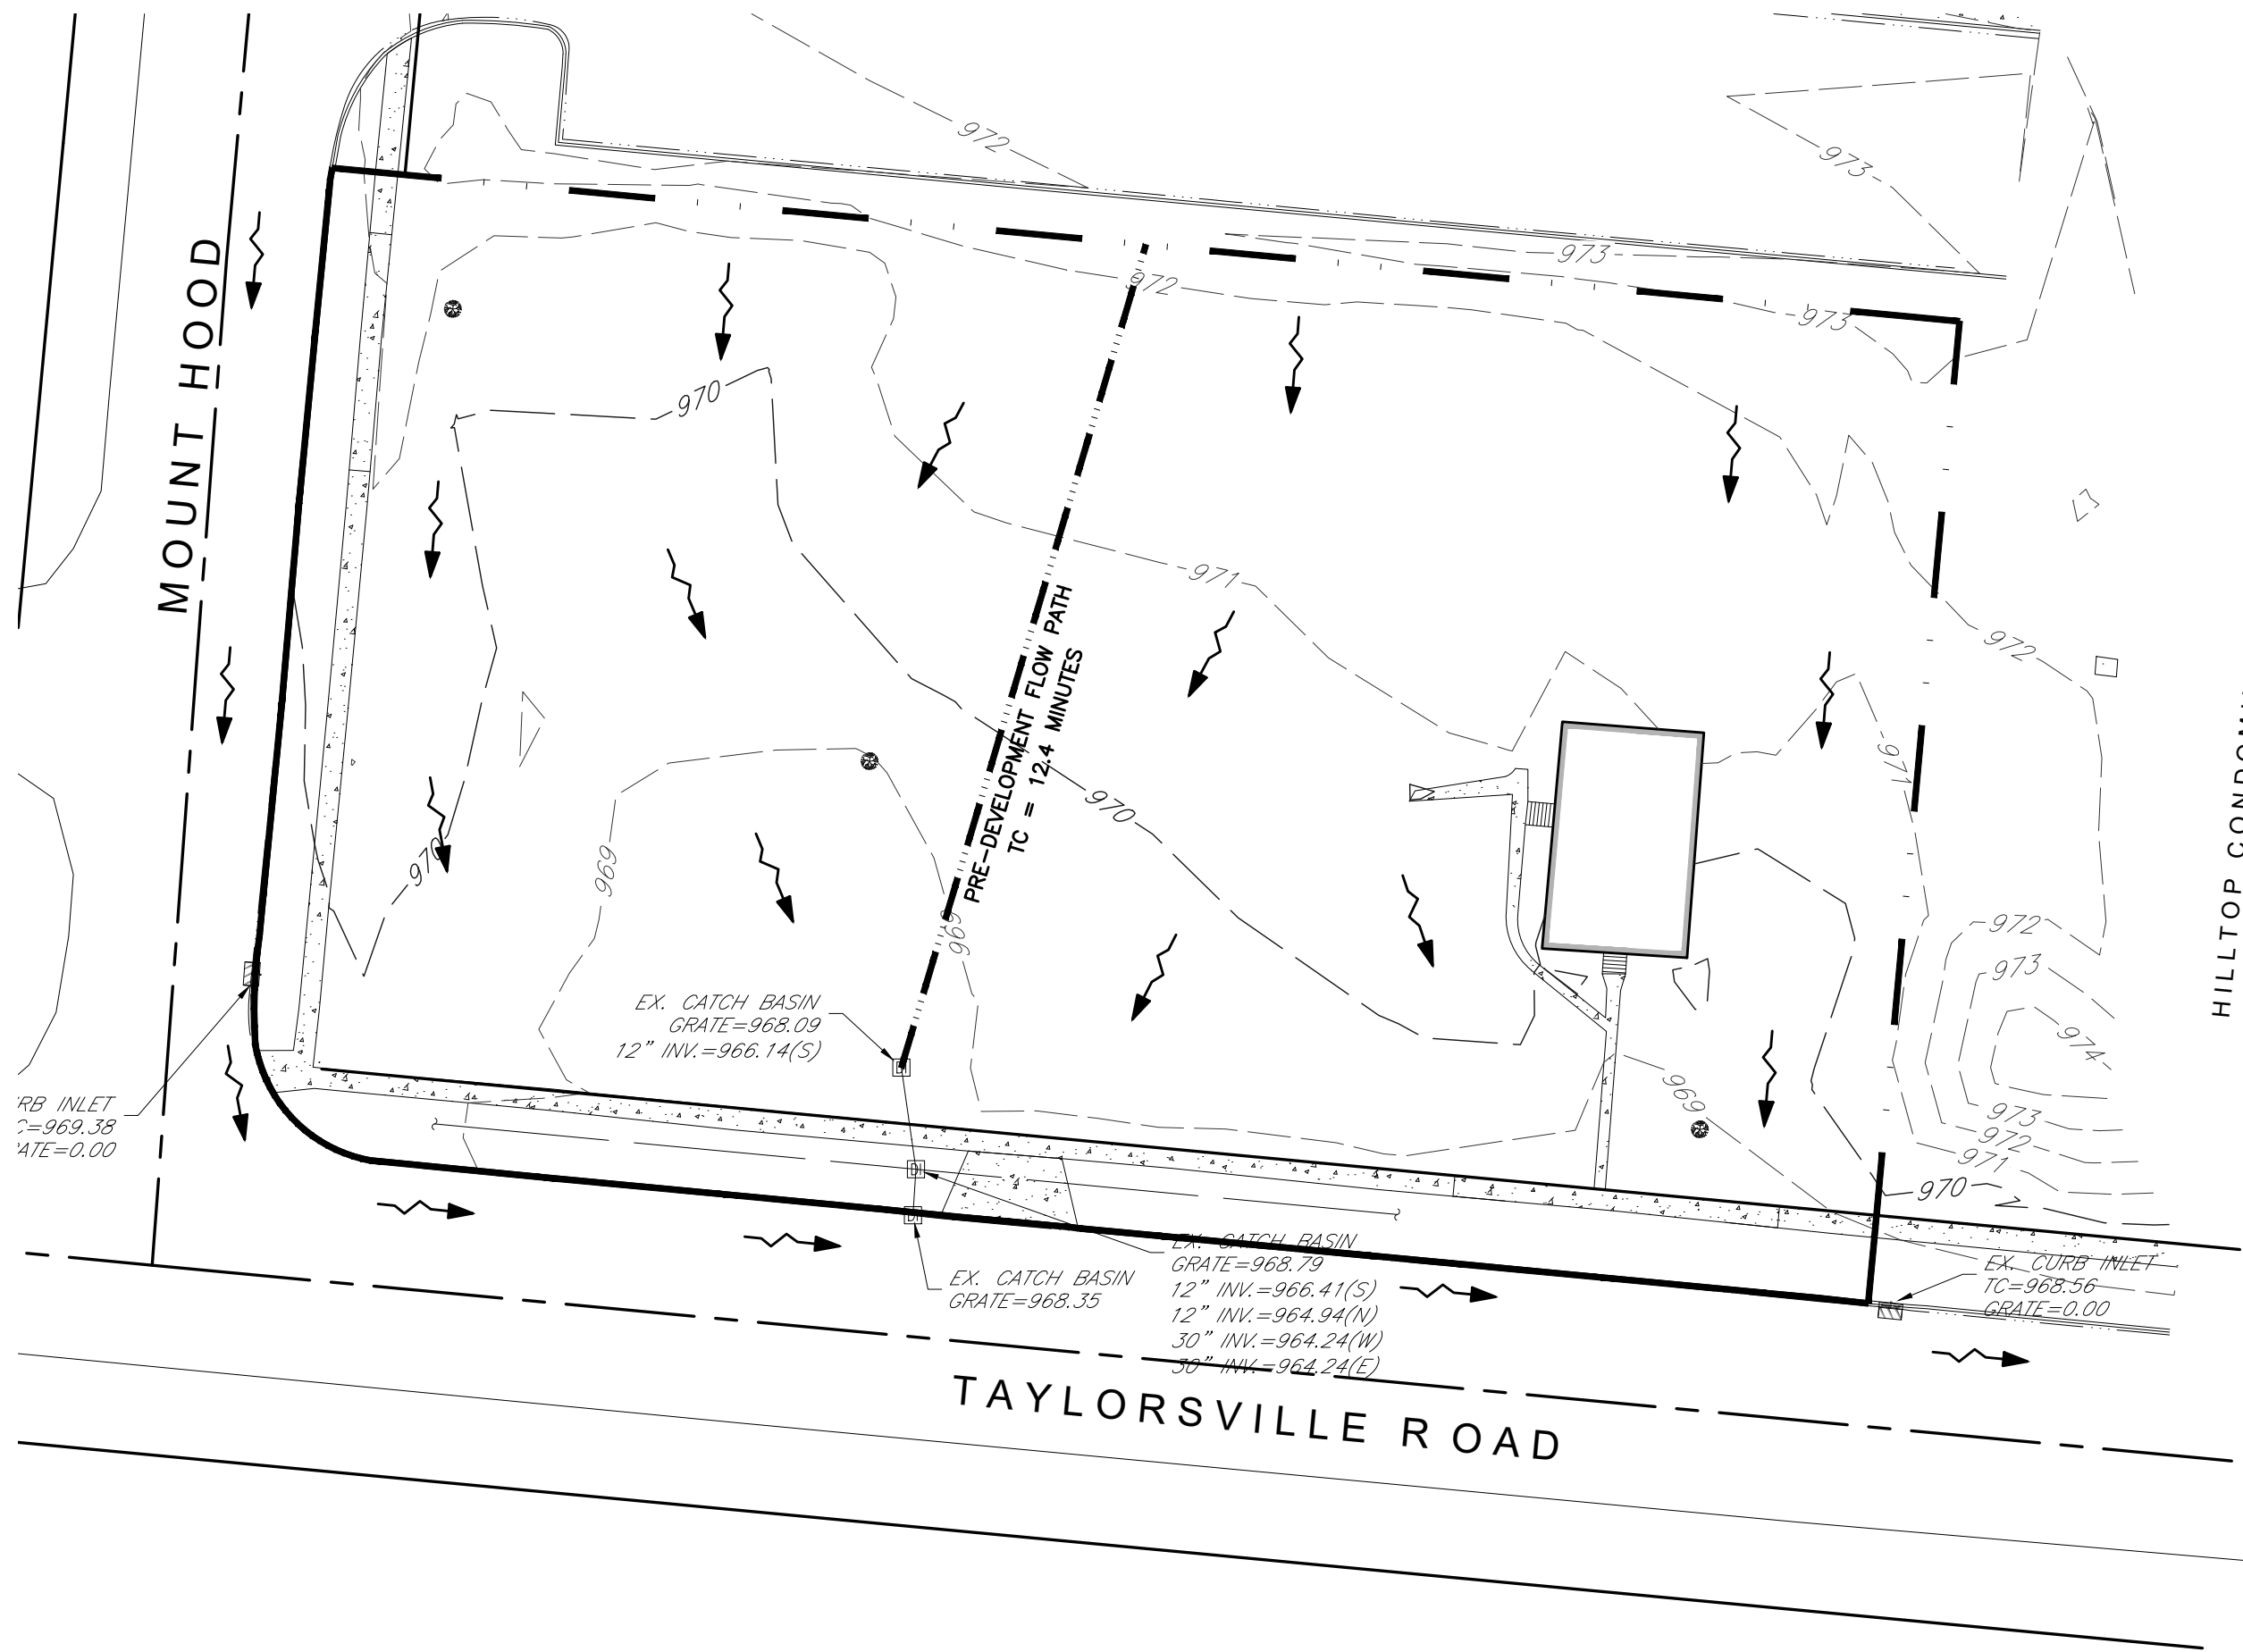 972
973
MOUNT HOOD
973
972
973
970
971
972
PRE-DEVELOPMENT FLOW PATH
TC = 12.4 MINUTES
971
970
970
969
969
972
973
974
EX. CATCH BASIN
GRATE=968.09
12" INV.=966.14(S)
DI
969
973
972
971
970
RB INLET
=969.38
ATE=0.00
DI
DI
EX. CATCH BASIN
GRATE=968.35
EX. CATCH BASIN
GRATE=968.79
12" INV.=966.41(S)
12" INV.=964.94(N)
30" INV.=964.24(W)
30" INV.=964.24(E)
EX. CURB INLET
TC=968.56
GRATE=0.00
TAYLORSVILLE ROAD
HILLTOP